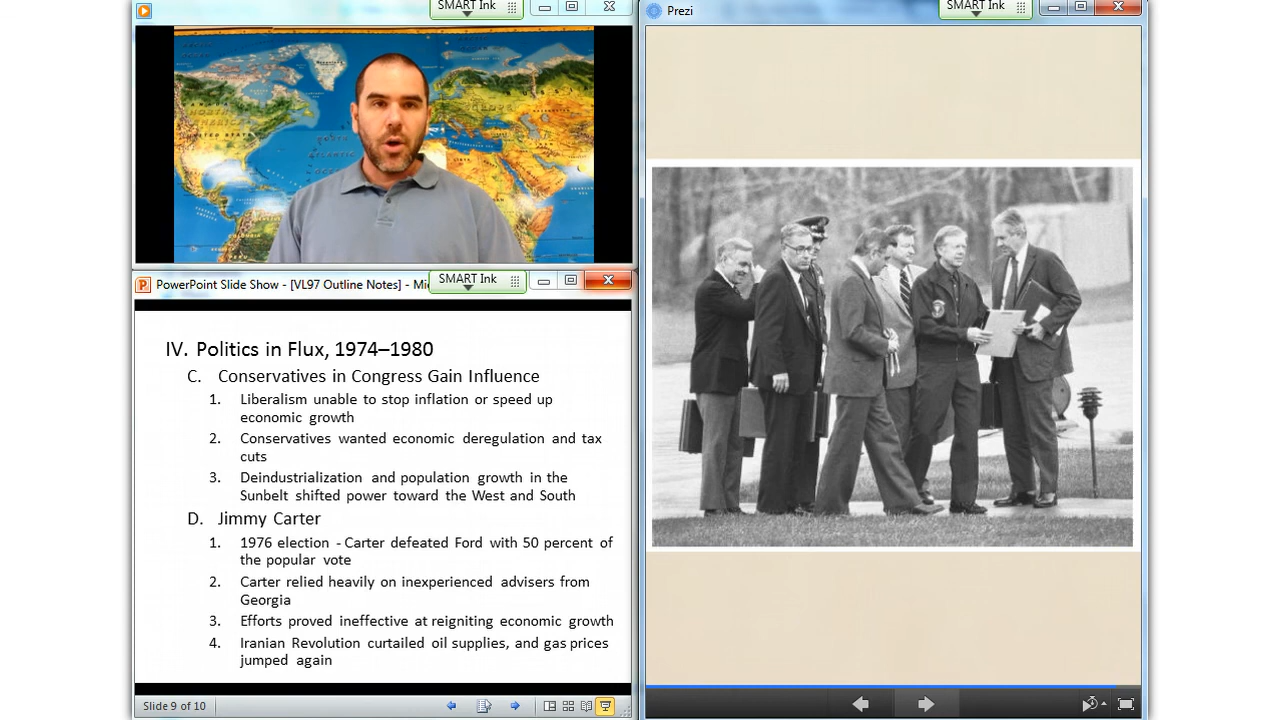 SMART Ink
Prezi
SMART Ink
PowerPoint Slide Show - [VL97 Outline Notes] - Mi
SMART Ink
IV. Politics in Flux, 1974–1980
C. Conservatives in Congress Gain Influence
1. Liberalism unable to stop inflation or speed up
economic growth
2. Conservatives wanted economic deregulation and tax
cuts
3. Deindustrialization and population growth in the
Sunbelt shifted power toward the West and South
D. Jimmy Carter
1. 1976 election - Carter defeated Ford with 50 percent of
the popular vote
2. Carter relied heavily on inexperienced advisers from
Georgia
3. Efforts proved ineffective at reigniting economic growth
4. Iranian Revolution curtailed oil supplies, and gas prices
jumped again
Slide 9 of 10